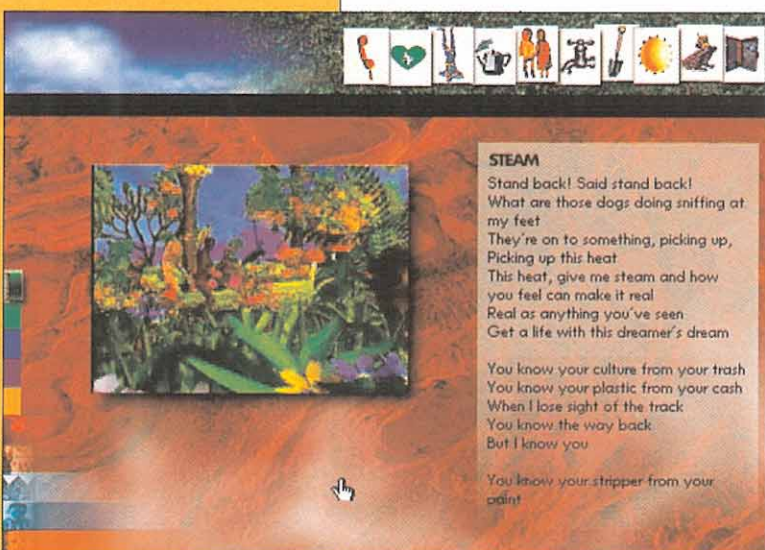 STEAM
Stand back! Said stand back!
What are those dogs doing sniffing at
my feet
They're on to something, picking up,
Picking up this heat
This heat, give me steam and how
you feel can make it real
Real as anything you've seen
Get a life with this dreamer's dream
You know your culture from your trash
You know your plastic from your cash
When I lose sight of the track
You know the way back
But I know you
You know your stripper from your
paint